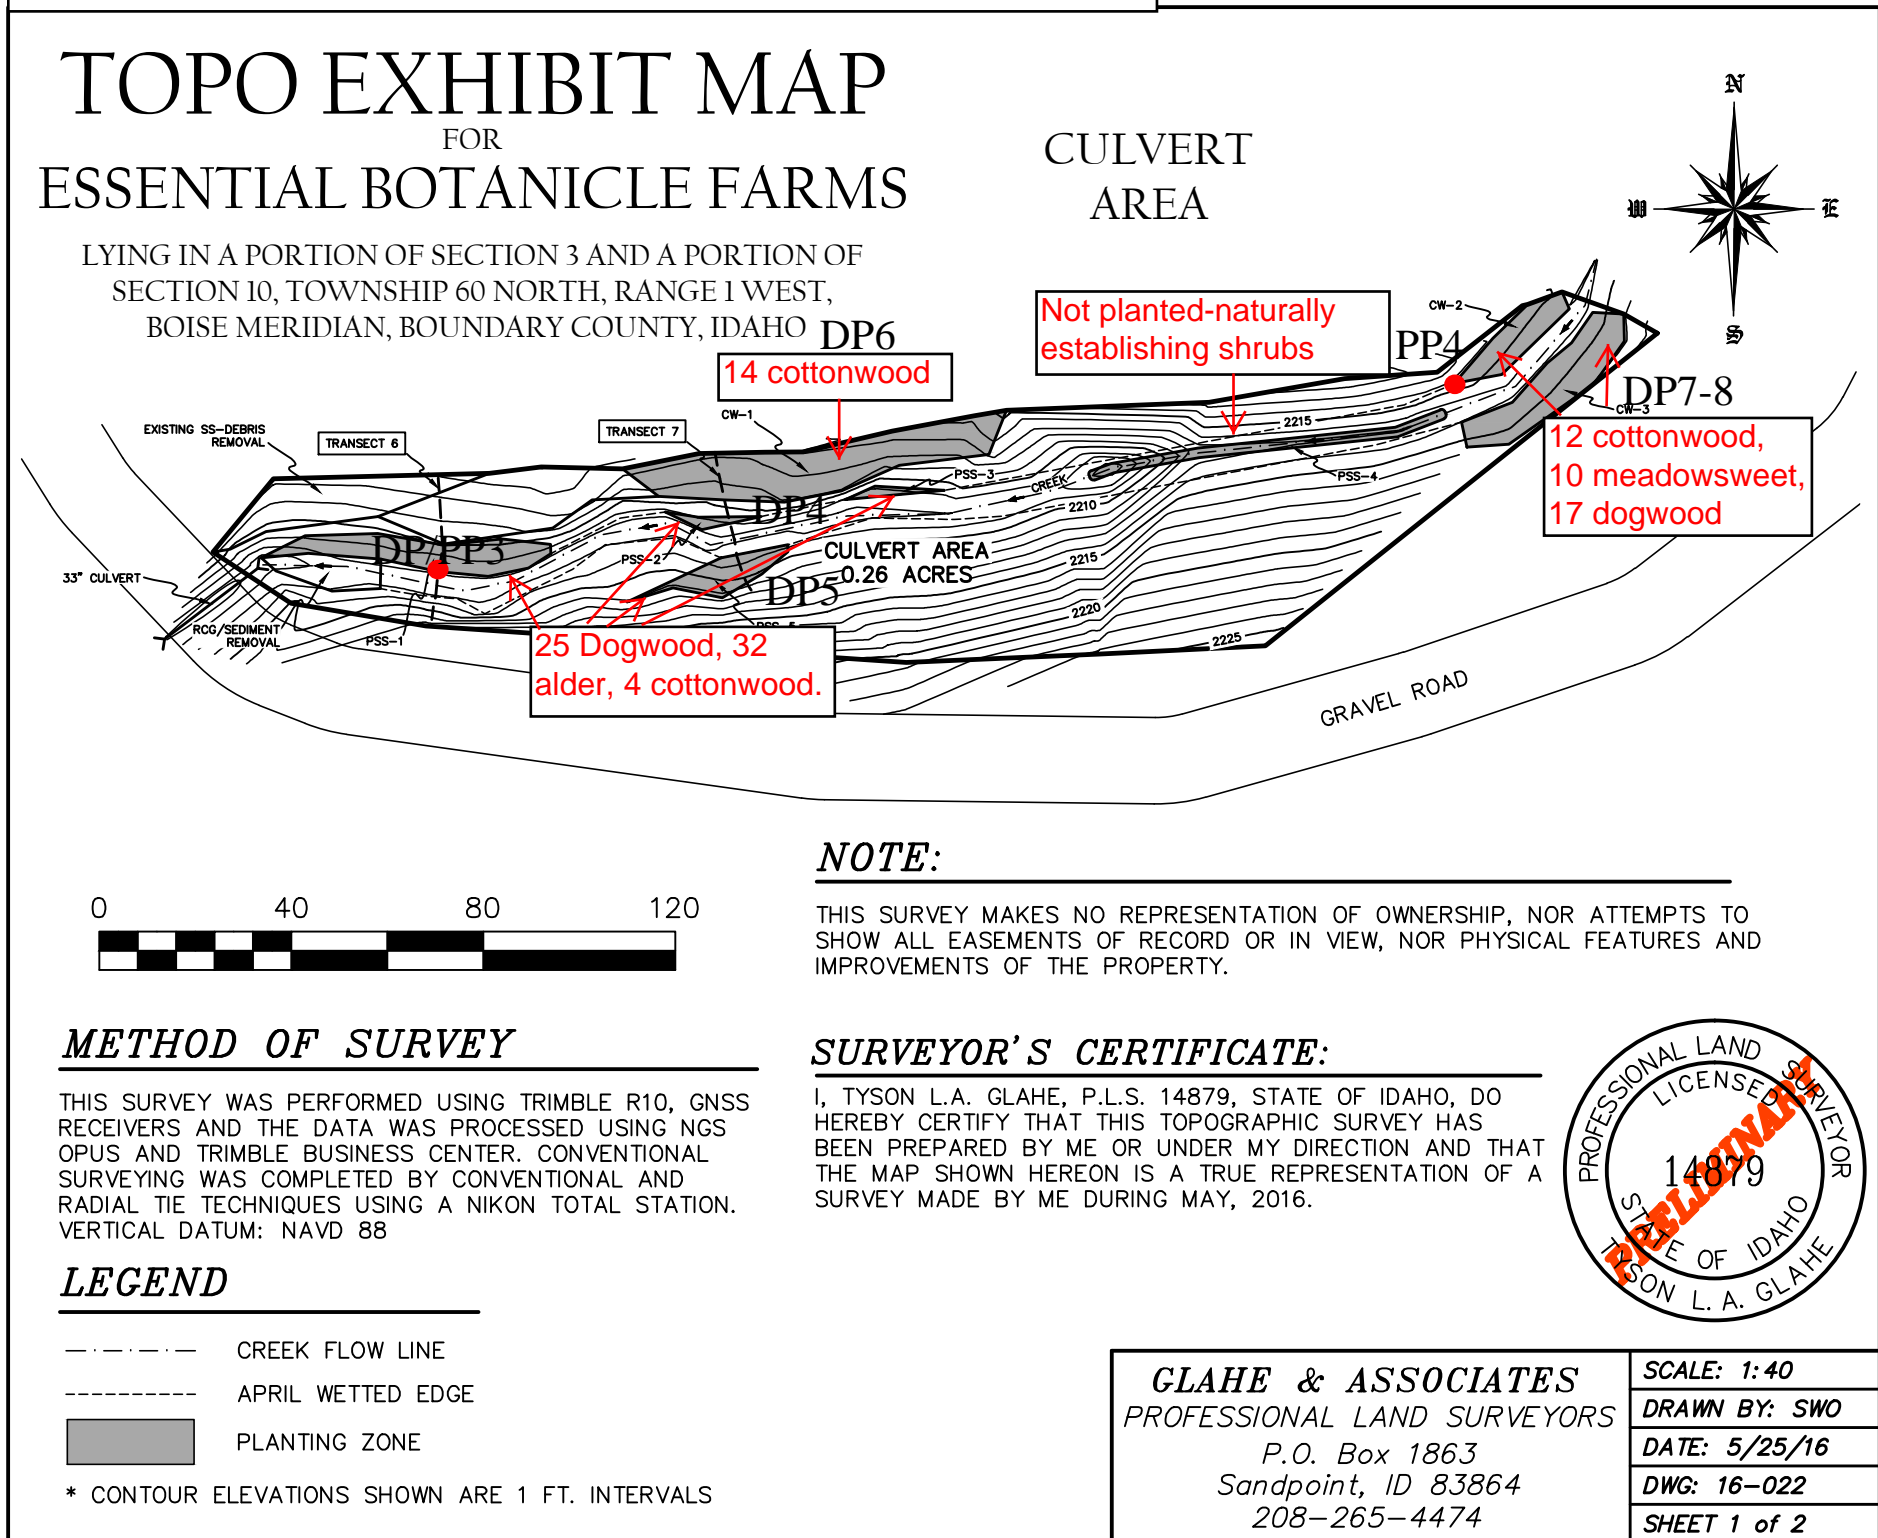 TOPO EXHIBIT MAP
FOR
ESSENTIAL BOTANICLE FARMS
LYING IN A PORTION OF SECTION 3 AND A PORTION OF
SECTION 10, TOWNSHIP 60 NORTH, RANGE 1 WEST,
BOISE MERIDIAN, BOUNDARY COUNTY, IDAHO
CULVERT
AREA
N
W
E
S
DP6
14 cottonwood
Not planted-naturally
establishing shrubs
PP4
CW-2
DP7-8
CW-3
12 cottonwood,
10 meadowsweet,
17 dogwood
EXISTING SS-DEBRIS
REMOVAL
TRANSECT 6
TRANSECT 7
CW-1
PSS-3
CREEK
2215
PSS-4
2210
DP4
DP PP3
PSS-2
CULVERT AREA
0.26 ACRES
2215
DP5
2220
2225
33" CULVERT
RCG/SEDIMENT
REMOVAL
PSS-1
PSS-5
25 Dogwood, 32
alder, 4 cottonwood.
GRAVEL ROAD
0 40 80 120
NOTE:
THIS SURVEY MAKES NO REPRESENTATION OF OWNERSHIP, NOR ATTEMPTS TO
SHOW ALL EASEMENTS OF RECORD OR IN VIEW, NOR PHYSICAL FEATURES AND
IMPROVEMENTS OF THE PROPERTY.
METHOD OF SURVEY
THIS SURVEY WAS PERFORMED USING TRIMBLE R10, GNSS
RECEIVERS AND THE DATA WAS PROCESSED USING NGS
OPUS AND TRIMBLE BUSINESS CENTER. CONVENTIONAL
SURVEYING WAS COMPLETED BY CONVENTIONAL AND
RADIAL TIE TECHNIQUES USING A NIKON TOTAL STATION.
VERTICAL DATUM: NAVD 88
SURVEYOR'S CERTIFICATE:
I, TYSON L.A. GLAHE, P.L.S. 14879, STATE OF IDAHO, DO
HEREBY CERTIFY THAT THIS TOPOGRAPHIC SURVEY HAS
BEEN PREPARED BY ME OR UNDER MY DIRECTION AND THAT
THE MAP SHOWN HEREON IS A TRUE REPRESENTATION OF A
SURVEY MADE BY ME DURING MAY, 2016.
PROFESSIONAL LAND SURVEYOR
LICENSED
14879
STATE OF IDAHO
TYSON L. A. GLAHE
PRELIMINARY
LEGEND
CREEK FLOW LINE
APRIL WETTED EDGE
PLANTING ZONE
* CONTOUR ELEVATIONS SHOWN ARE 1 FT. INTERVALS
GLAHE & ASSOCIATES
PROFESSIONAL LAND SURVEYORS
P.O. Box 1863
Sandpoint, ID 83864
208-265-4474
SCALE: 1:40
DRAWN BY: SWO
DATE: 5/25/16
DWG: 16-022
SHEET 1 of 2